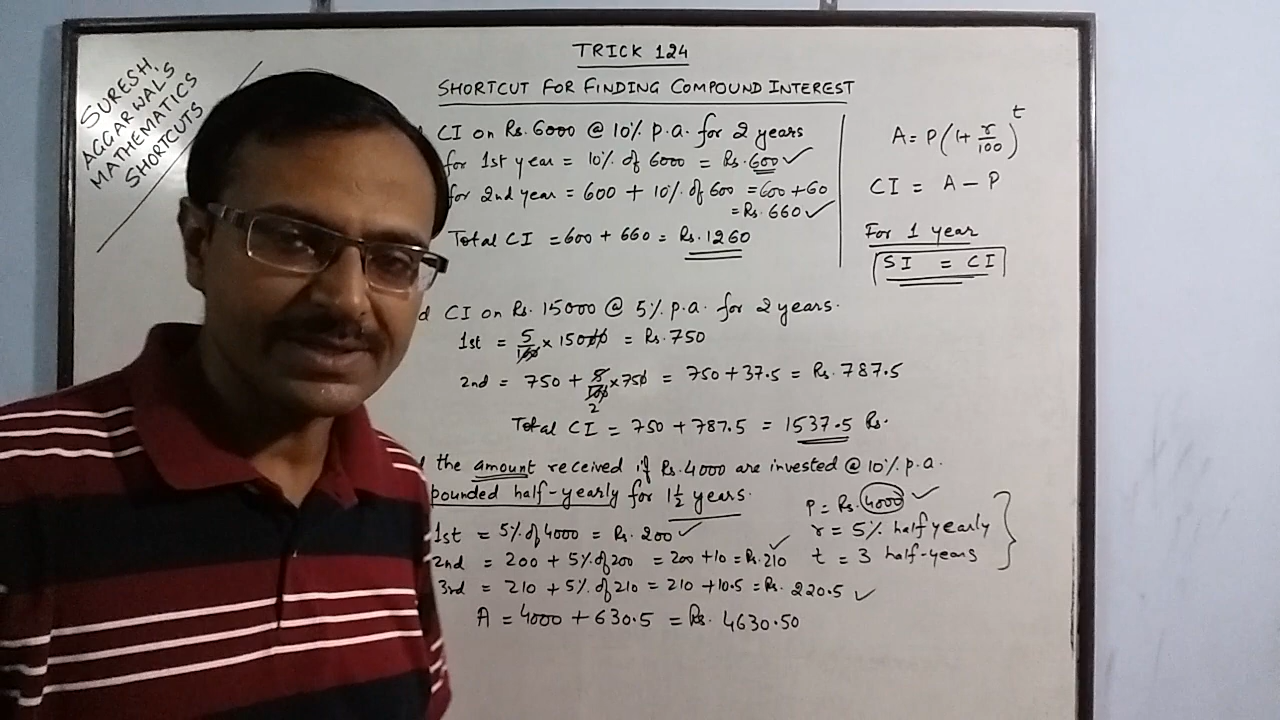 SURESH
AGGARWAL'S
MATHEMATICS
SHORTCUTS
TRICK 124
SHORTCUT FOR FINDING COMPOUND INTEREST
CI on Rs. 6000 @ 10% p.a. for 2 years
for 1st year = 10% of 6000 = Rs. 600 ✓
for 2nd year = 600 + 10% of 600 = 600 + 60
= Rs. 660 ✓
Total CI = 600 + 660 = Rs. 1260
A = P(1 + r/100)^t
CI = A - P
For 1 year
SI = CI
d CI on Rs. 15000 @ 5% p.a. for 2 years.
1st = 5/100 × 15000 = Rs. 750
2nd = 750 + 5/100 × 750 = 750 + 37.5 = Rs. 787.5
2
Total CI = 750 + 787.5 = 1537.5 Rs.
the amount received if Rs. 4000 are invested @ 10% p.a.
pounded half-yearly for 1½ years.
P = Rs. 4000 ✓
r = 5% half yearly
t = 3 half-years
1st = 5% of 4000 = Rs. 200 ✓
2nd = 200 + 5% of 200 = 200 + 10 = Rs. 210 ✓
3rd = 210 + 5% of 210 = 210 + 10.5 = Rs. 220.5 ✓
A = 4000 + 630.5 = Rs. 4630.50